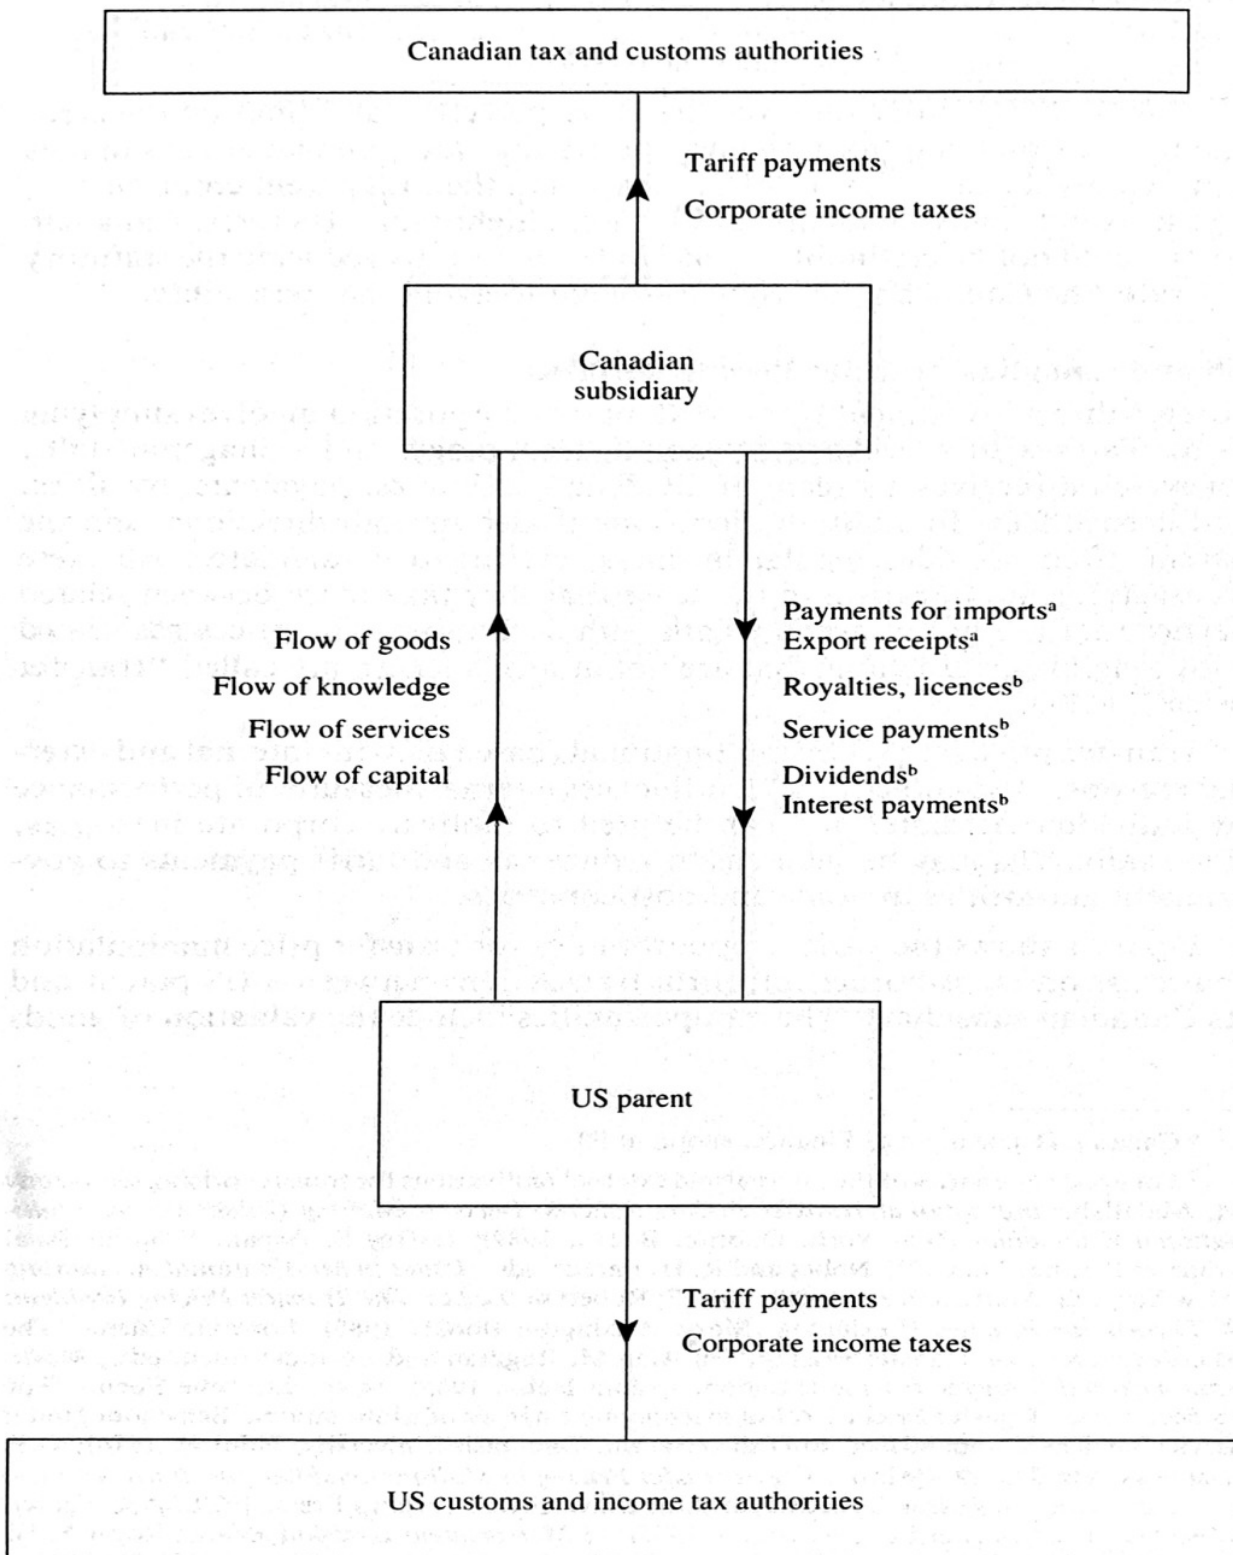 Canadian tax and customs authorities
Tariff payments
Corporate income taxes
Canadian
subsidiary
Flow of goods
Flow of knowledge
Flow of services
Flow of capital
Payments for importsᵃ
Export receiptsᵃ
Royalties, licencesᵇ
Service paymentsᵇ
Dividendsᵇ
Interest paymentsᵇ
US parent
Tariff payments
Corporate income taxes
US customs and income tax authorities